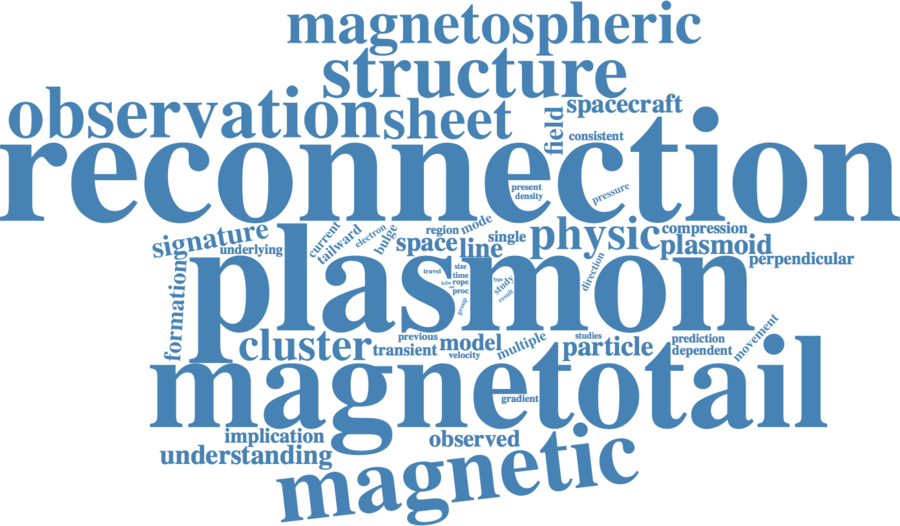 magnetospheric
structure
observation
sheet
field
spacecraft
consistent
reconnection
present
density
pressure
signature
underlying
current
tailward
electron
bulge
region
mode
space
line
single
physic
compression
plasmoid
perpendicular
formation
plasmon
travel
size
time
rope
proc
group
type
study
result
direction
cluster
previous
transient
model
velocity
multiple
studies
particle
prediction
dependent
movement
magnetotail
gradient
implication
understanding
observed
magnetic